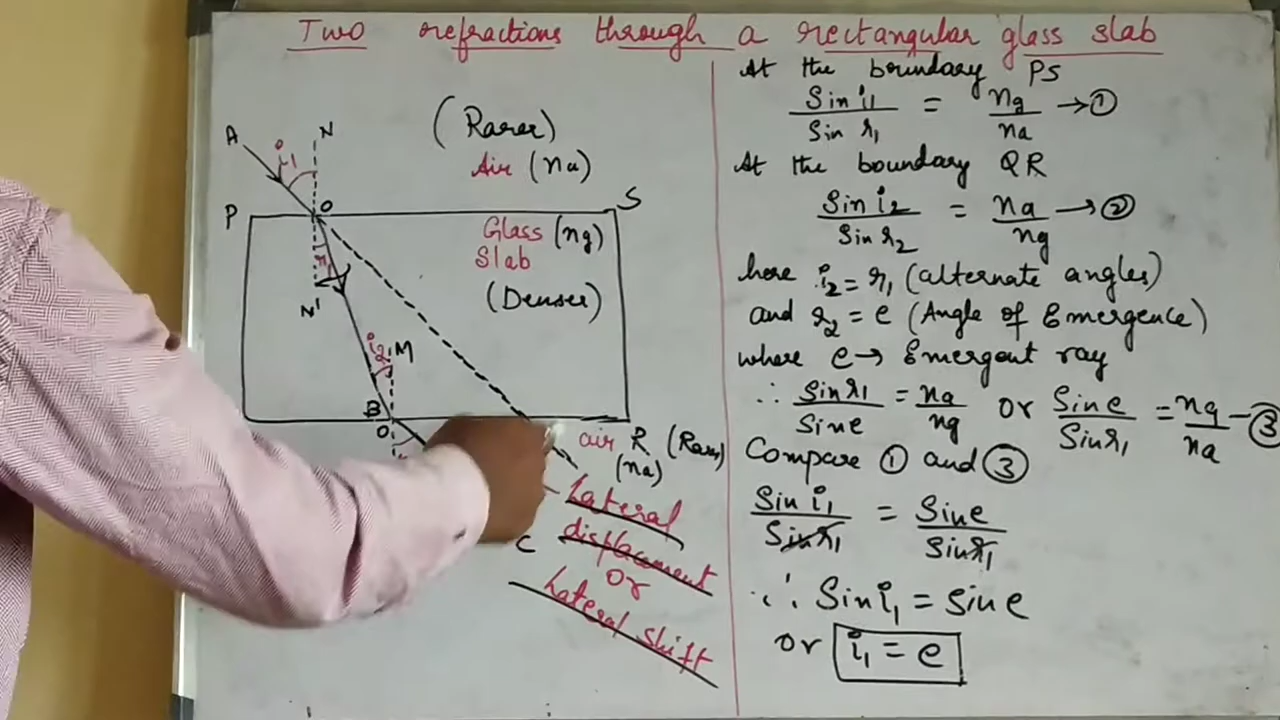 Two refractions through a rectangular glass slab
(Rarer)
Air (na)
A
i1
N
P
O
S
Glass (ng)
Slab
(Denser)
r1
N'
i2
M
B
O
air R (Rarer)
(na)
C
Lateral
displacement
or
Lateral shift
At the boundary PS
Sin i1 / Sin r1 = ng / na → ①
At the boundary QR
Sin i2 / Sin r2 = na / ng → ②
here i2 = r1 (alternate angles)
and r2 = e (Angle of Emergence)
where e → Emergent ray
∴ Sin r1 / Sin e = na / ng or Sin e / Sin r1 = ng / na - ③
Compare ① and ③
Sin i1 / Sin r1 = Sin e / Sin r1
∴ Sin i1 = Sin e
or i1 = e